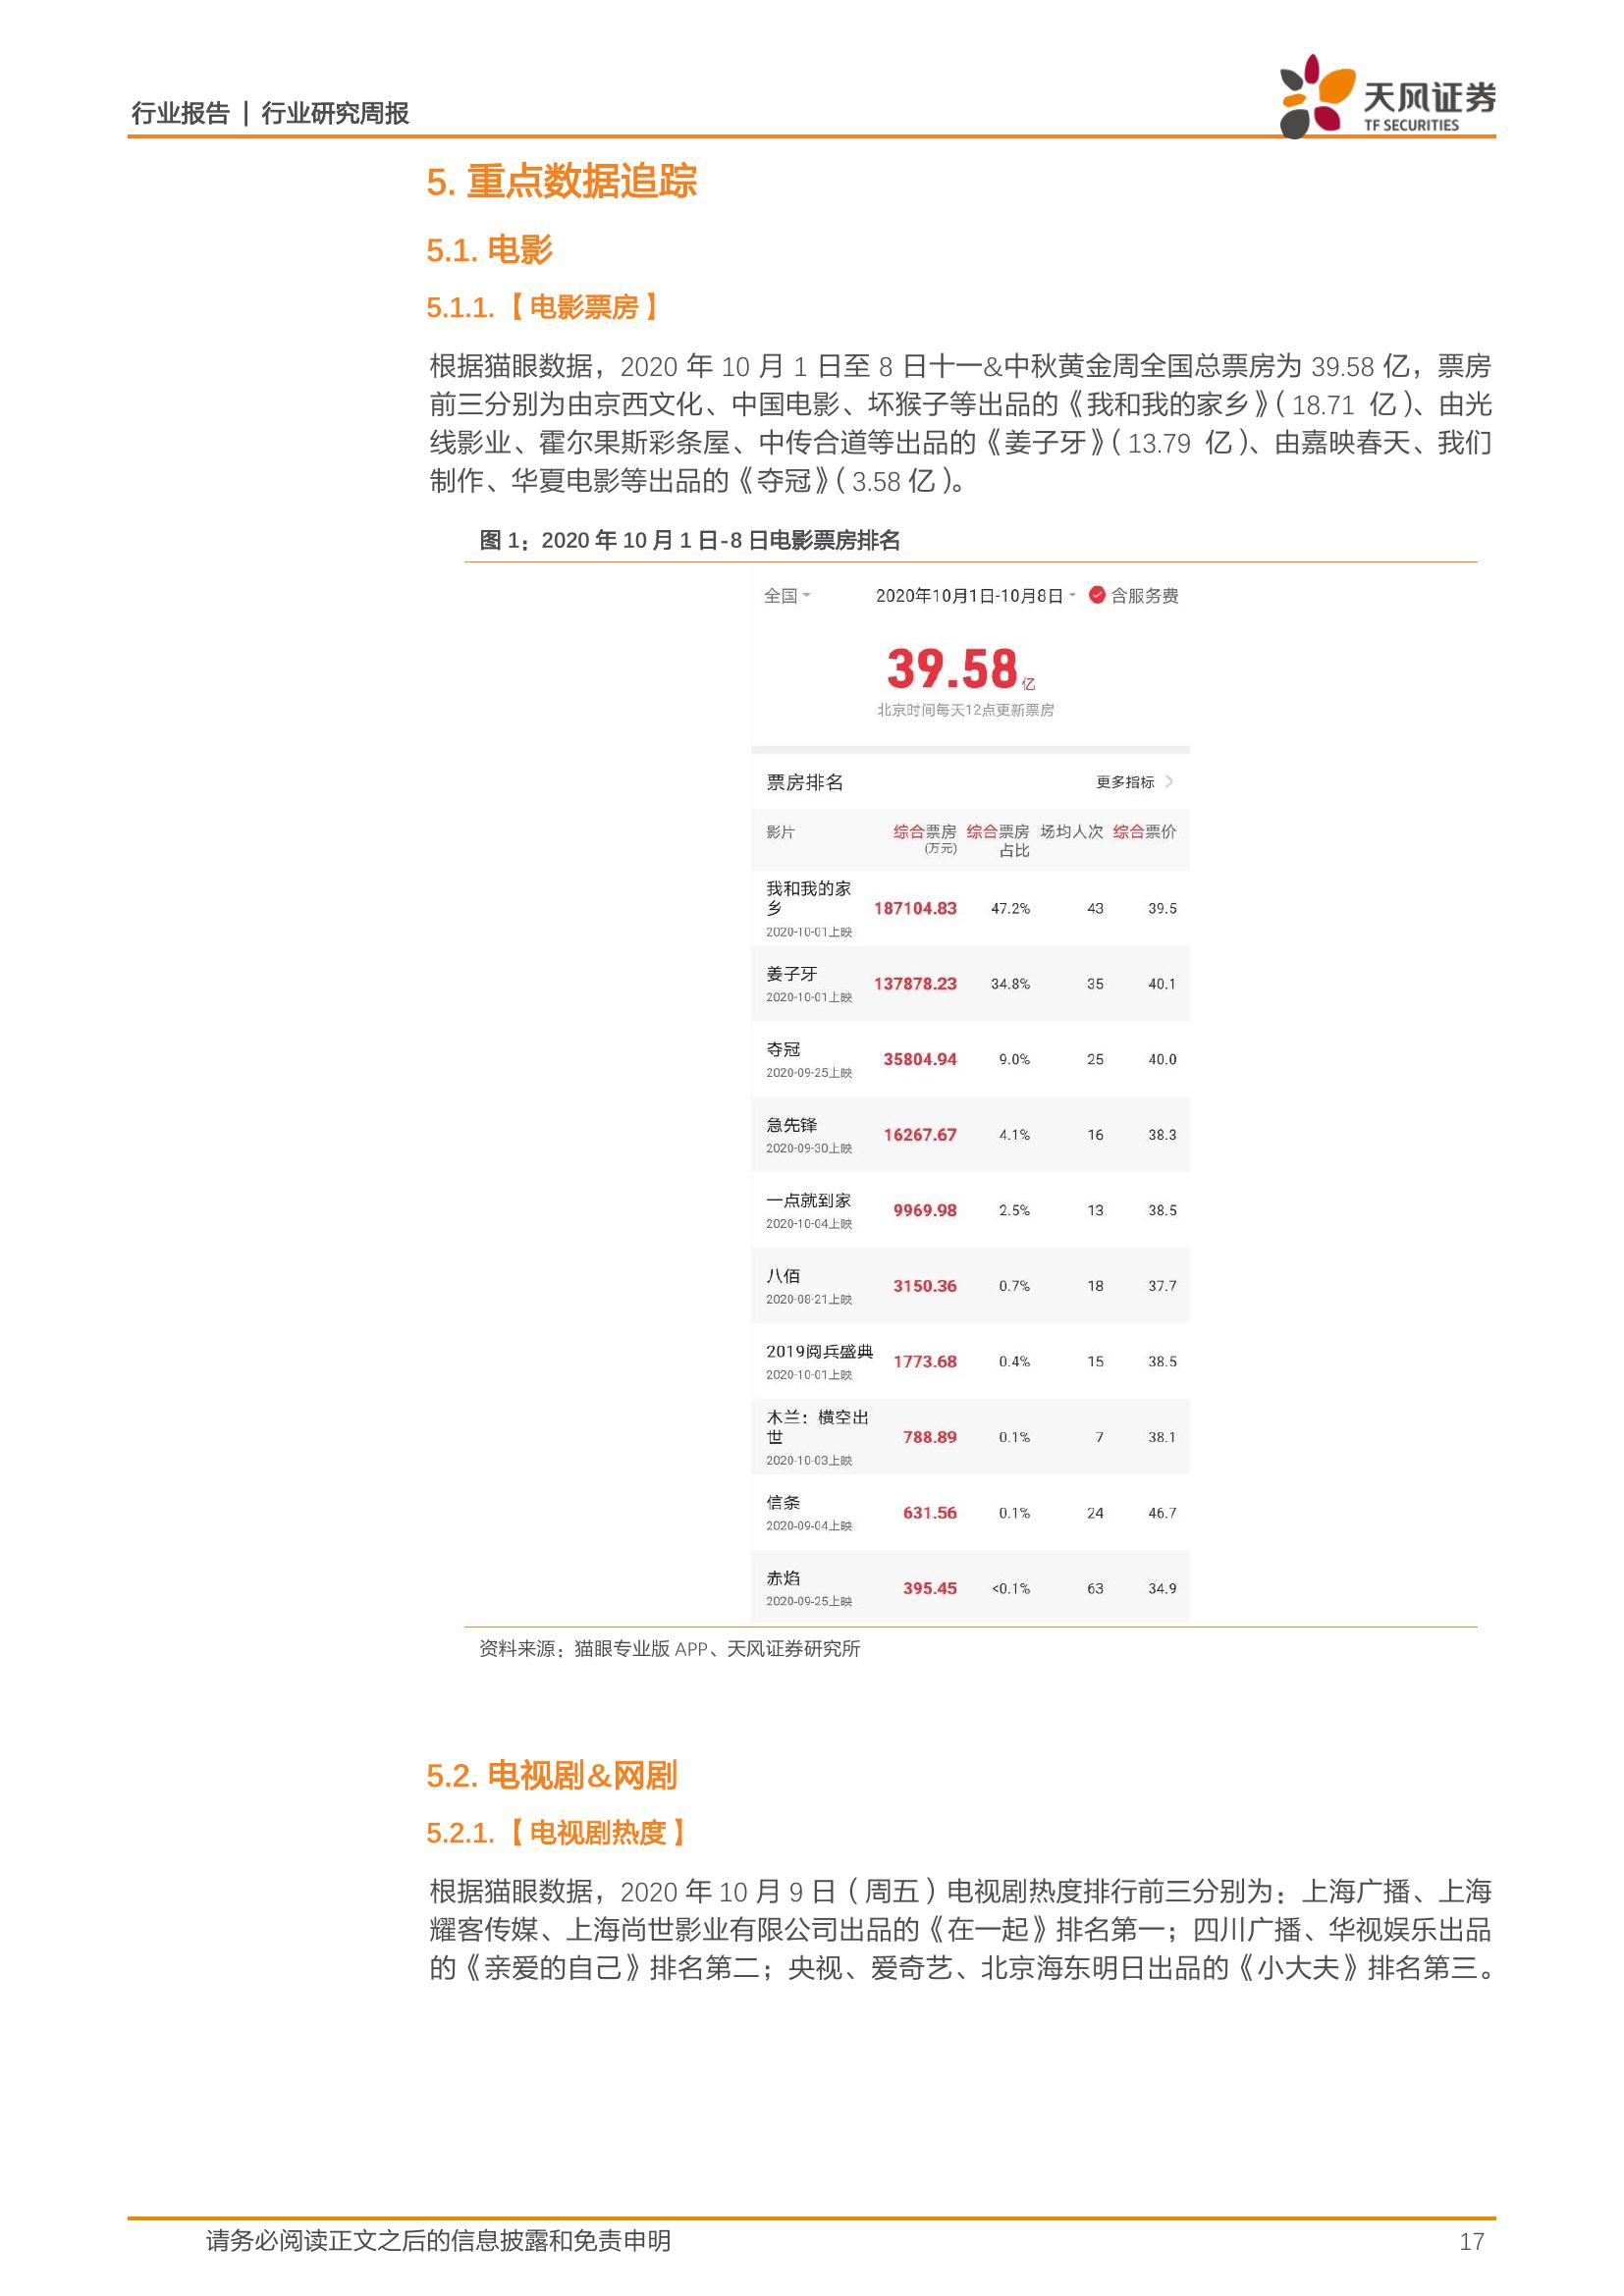 行业报告 | 行业研究周报
天风证券
TF SECURITIES
5. 重点数据追踪
5.1. 电影
5.1.1.【电影票房】
根据猫眼数据，2020 年 10 月 1 日至 8 日十一&中秋黄金周全国总票房为 39.58 亿，票房
前三分别为由京西文化、中国电影、坏猴子等出品的《我和我的家乡》（18.71 亿）、由光
线影业、霍尔果斯彩条屋、中传合道等出品的《姜子牙》（13.79 亿）、由嘉映春天、我们
制作、华夏电影等出品的《夺冠》（3.58 亿）。
图 1：2020 年 10 月 1 日-8 日电影票房排名
全国 2020年10月1日-10月8日 含服务费
39.58亿
北京时间每天12点更新票房
票房排名 更多指标
影片 综合票房 综合票房 场均人次 综合票价
(万元) 占比
我和我的家
乡 187104.83 47.2% 43 39.5
2020-10-01上映
姜子牙 137878.23 34.8% 35 40.1
2020-10-01上映
夺冠 35804.94 9.0% 25 40.0
2020-09-25上映
急先锋 16267.67 4.1% 16 38.3
2020-09-30上映
一点就到家 9969.98 2.5% 13 38.5
2020-10-04上映
八佰 3150.36 0.7% 18 37.7
2020-08-21上映
2019阅兵盛典 1773.68 0.4% 15 38.5
2020-10-01上映
木兰：横空出
世 788.89 0.1% 7 38.1
2020-10-03上映
信条 631.56 0.1% 24 46.7
2020-09-04上映
赤焰 395.45 <0.1% 63 34.9
2020-09-25上映
资料来源：猫眼专业版 APP、天风证券研究所
5.2. 电视剧&网剧
5.2.1.【电视剧热度】
根据猫眼数据，2020 年 10 月 9 日（周五）电视剧热度排行前三分别为：上海广播、上海
耀客传媒、上海尚世影业有限公司出品的《在一起》排名第一；四川广播、华视娱乐出品
的《亲爱的自己》排名第二；央视、爱奇艺、北京海东明日出品的《小大夫》排名第三。
请务必阅读正文之后的信息披露和免责申明 17